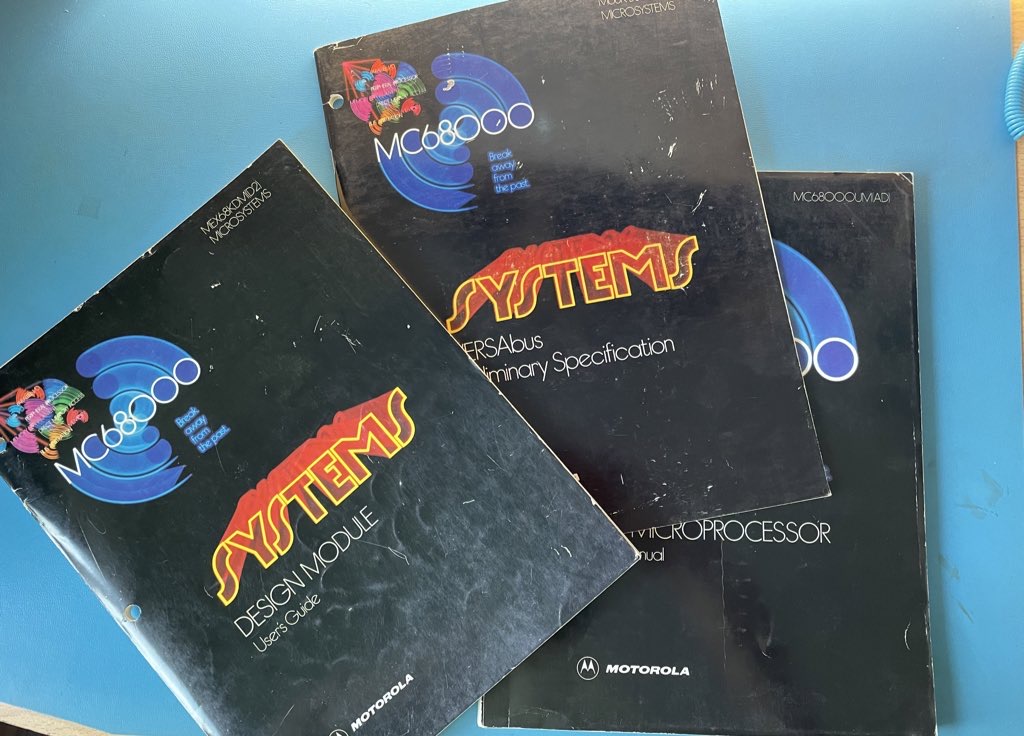 MICROSYSTEMS
MC68000
Break
away
from
the past.
SYSTEMS
ERSAbus
liminary Specification
MEX68KDM(D2)
MICROSYSTEMS
MC68000
Break
away
from
the past.
SYSTEMS
DESIGN MODULE
User's Guide
MOTOROLA
MC68000UM(AD)
MICROPROCESSOR
nual
MOTOROLA